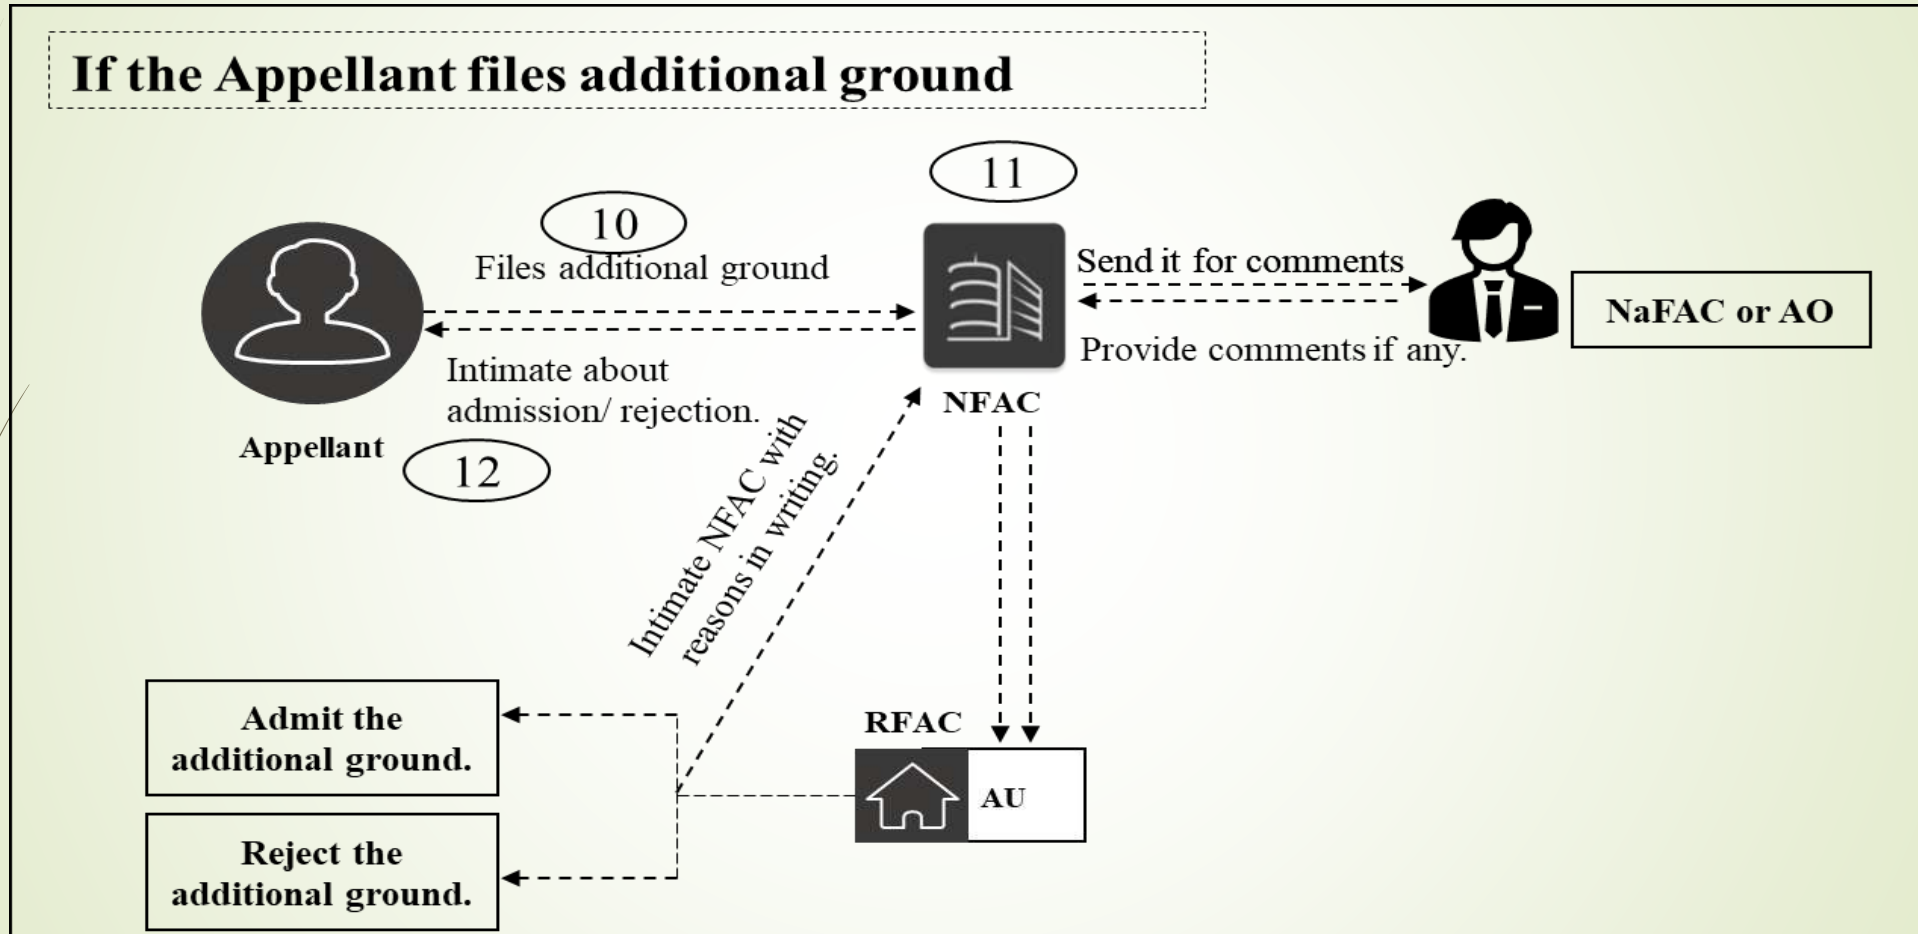 If the Appellant files additional ground
11
10
Files additional ground
Send it for comments
NaFAC or AO
Provide comments if any.
Intimate about
admission/ rejection.
NFAC
Appellant
12
Intimate NFAC with
reasons in writing.
Admit the
additional ground.
RFAC
AU
Reject the
additional ground.